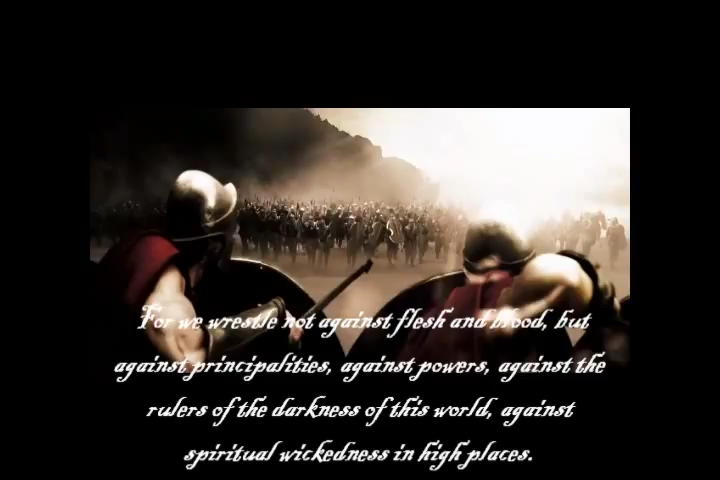 For we wrestle not against flesh and blood, but
against principalities, against powers, against the
rulers of the darkness of this world, against
spiritual wickedness in high places.